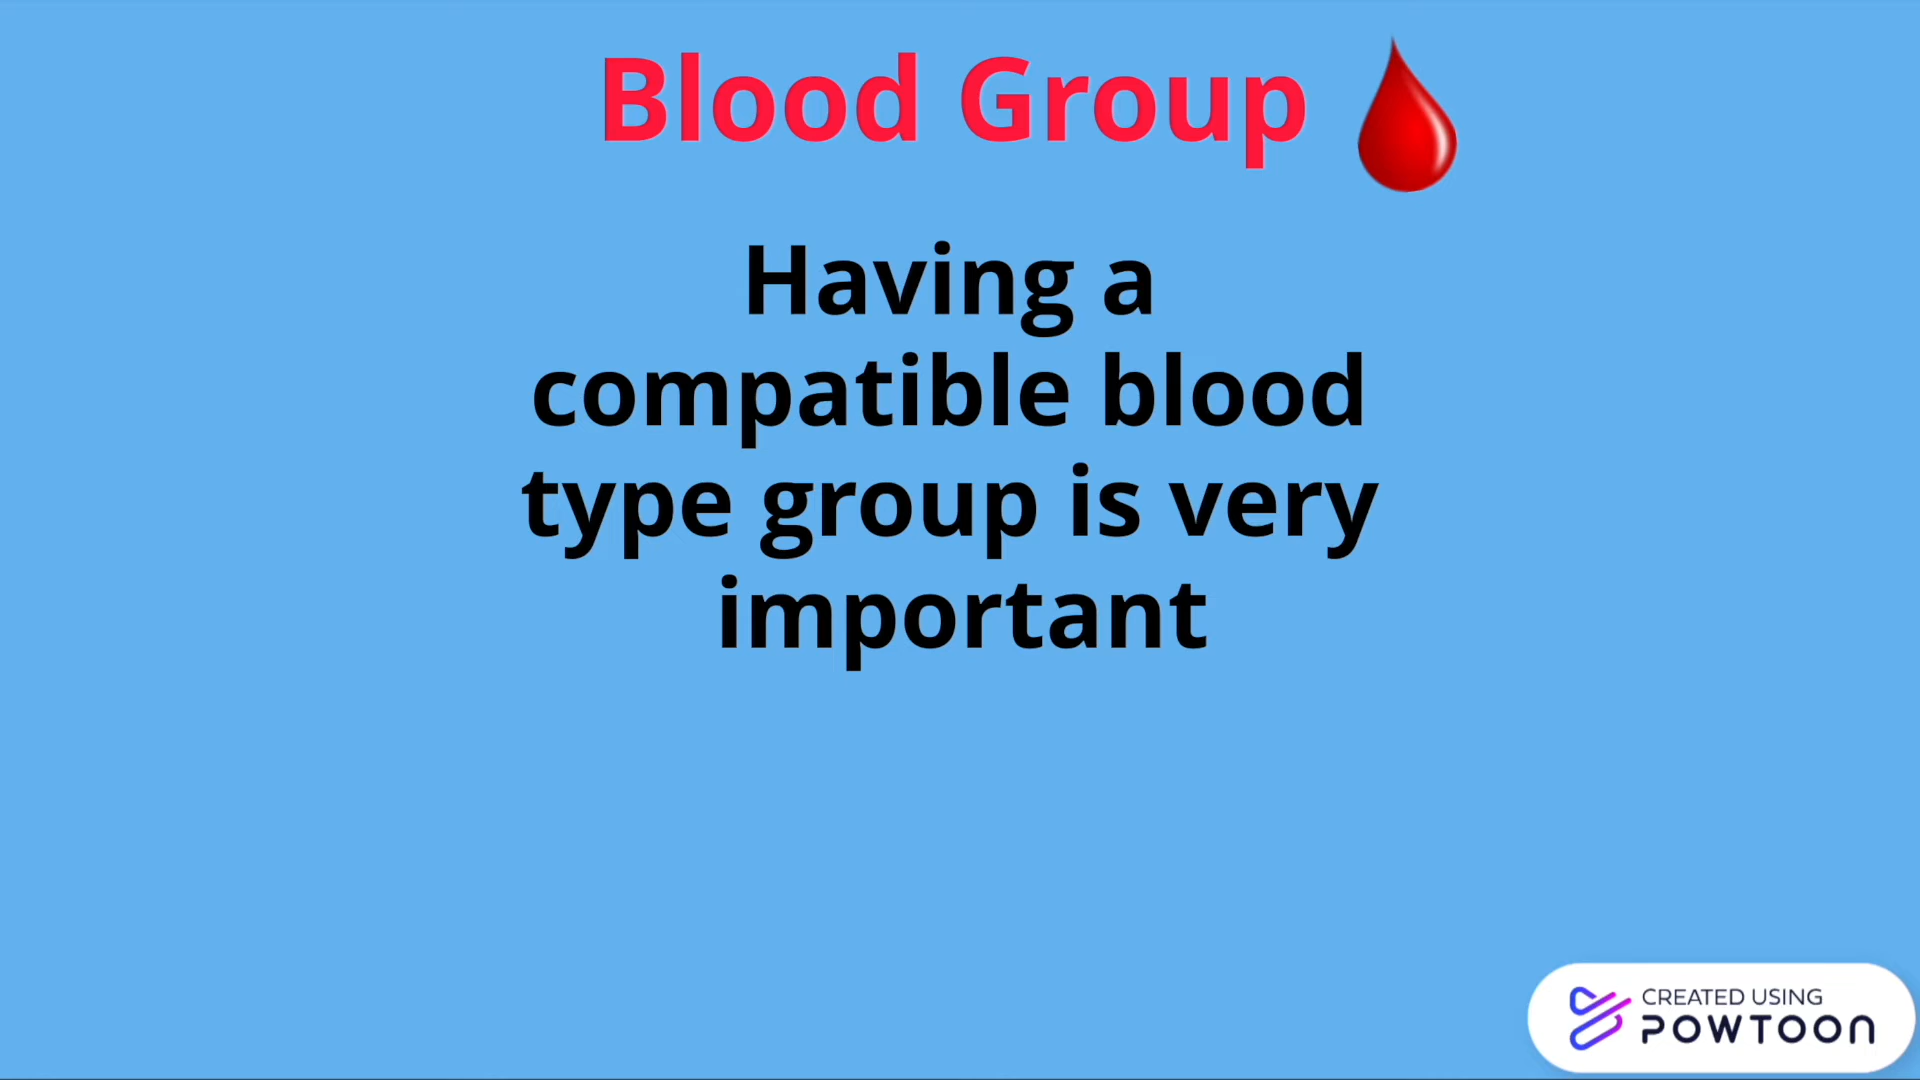 Blood Group
Having a
compatible blood
type group is very
important
CREATED USING
POWTOON